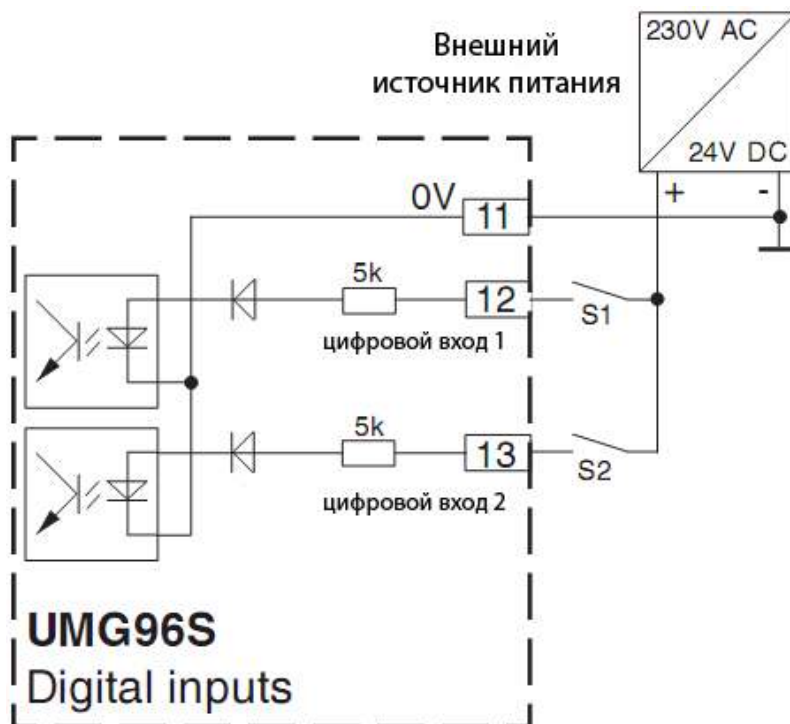 230V AC
Внешний
источник питания
24V DC
+ -
0V
11
5k
12
S1
цифровой вход 1
5k
13
S2
цифровой вход 2
UMG96S
Digital inputs